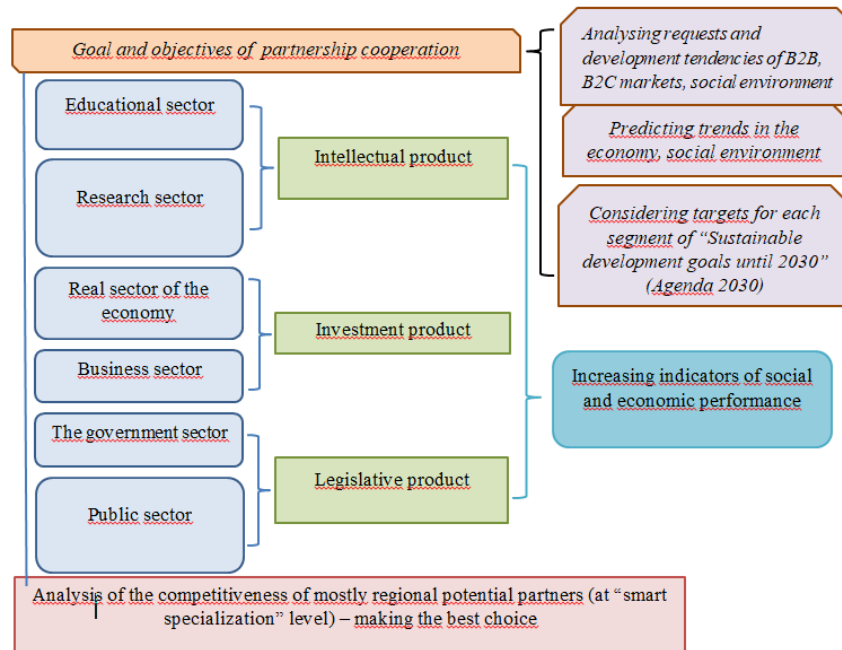 Goal and objectives of partnership cooperation
Analysing requests and
development tendencies of B2B,
B2C markets, social environment
Predicting trends in the
economy, social environment
Considering targets for each
segment of “Sustainable
development goals until 2030”
(Agenda 2030)
Educational sector
Research sector
Intellectual product
Real sector of the
economy
Business sector
Investment product
The government sector
Public sector
Legislative product
Increasing indicators of social
and economic performance
Analysis of the competitiveness of mostly regional potential partners (at “smart
specialization” level) – making the best choice